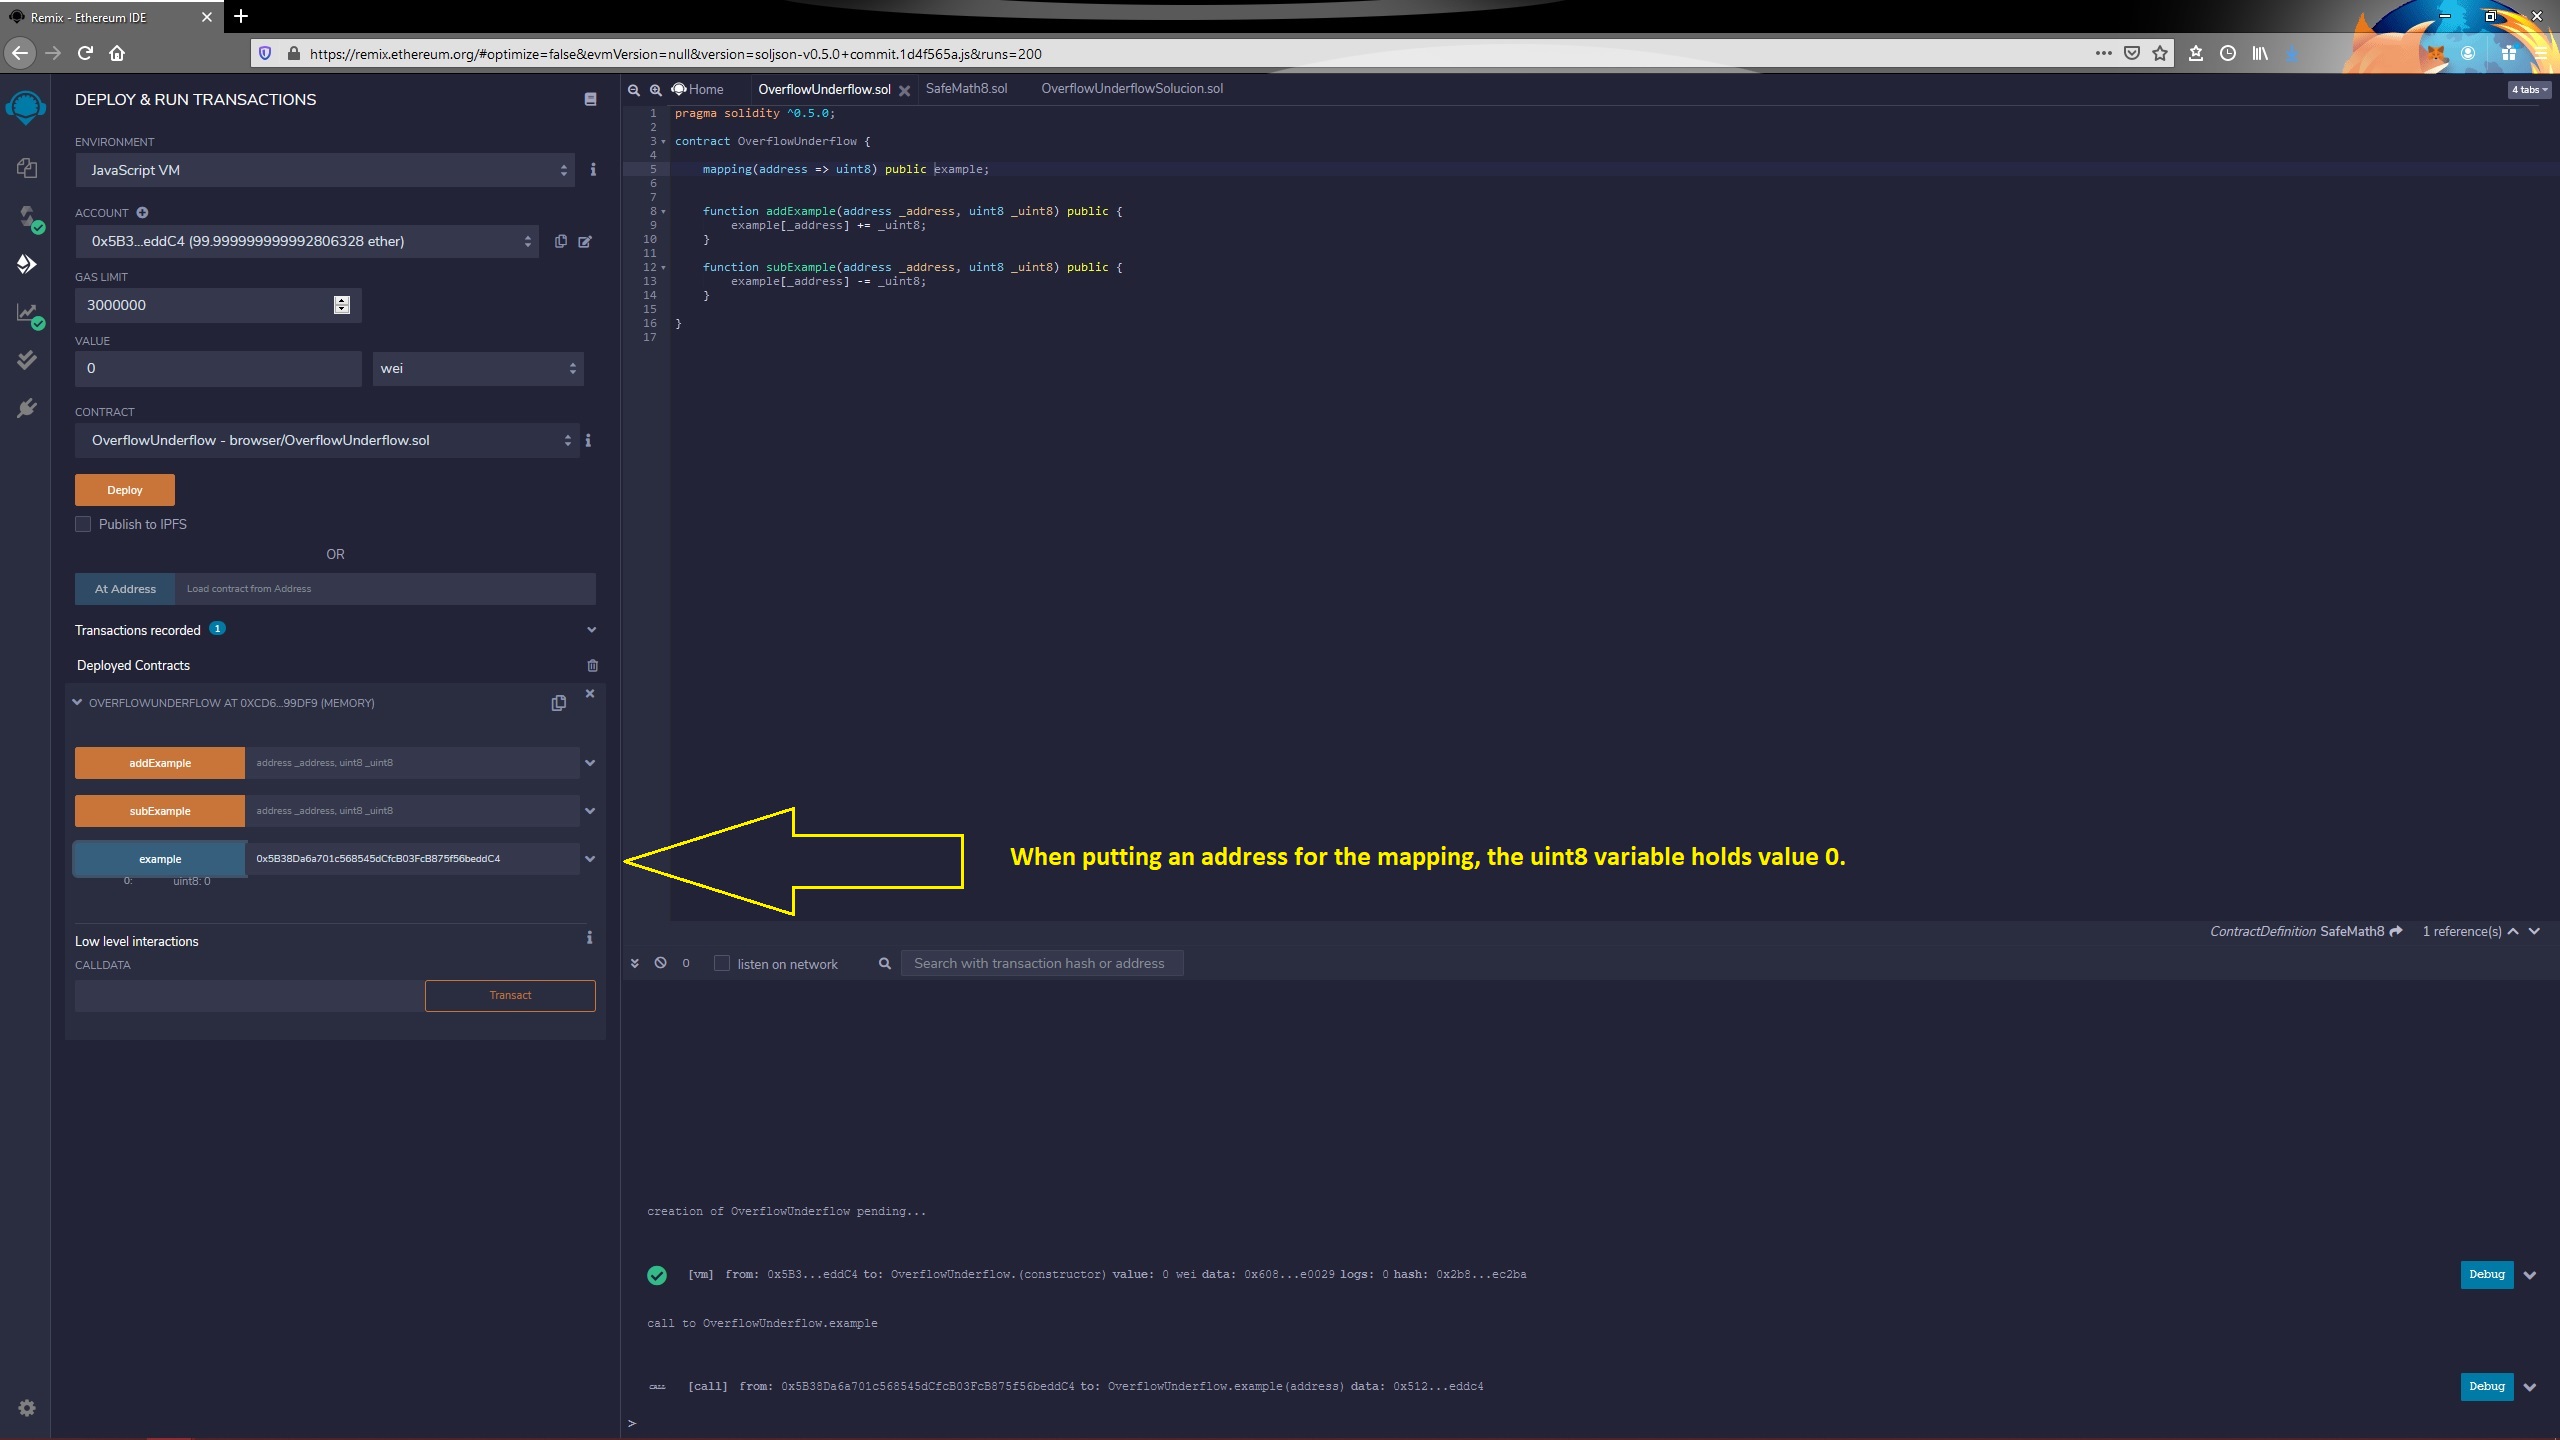 Remix - Ethereum IDE
https://remix.ethereum.org/#optimize=false&evmVersion=null&version=soljson-v0.5.0+commit.1d4f565a.js&runs=200
DEPLOY & RUN TRANSACTIONS
ENVIRONMENT
JavaScript VM
ACCOUNT
0x5B3...eddC4 (99.999999999992806328 ether)
GAS LIMIT
3000000
VALUE
0
wei
CONTRACT
OverflowUnderflow - browser/OverflowUnderflow.sol
Deploy
Publish to IPFS
OR
At Address
Load contract from Address
Transactions recorded 1
Deployed Contracts
OVERFLOWUNDERFLOW AT 0XCD6...99DF9 (MEMORY)
addExample
address _address, uint8 _uint8
subExample
address _address, uint8 _uint8
example
0x5B38Da6a701c568545dCfcB03FcB875f56beddC4
0: uint8: 0
Low level interactions
CALLDATA
Transact
Home
OverflowUnderflow.sol
SafeMath8.sol
OverflowUnderflowSolucion.sol
4 tabs
1 pragma solidity ^0.5.0;
2
3 contract OverflowUnderflow {
4
5 mapping(address => uint8) public example;
6
7
8 function addExample(address _address, uint8 _uint8) public {
9 example[_address] += _uint8;
10 }
11
12 function subExample(address _address, uint8 _uint8) public {
13 example[_address] -= _uint8;
14 }
15
16 }
17
When putting an address for the mapping, the uint8 variable holds value 0.
ContractDefinition SafeMath8 1 reference(s)
0
listen on network
Search with transaction hash or address
creation of OverflowUnderflow pending...
[vm] from: 0x5B3...eddC4 to: OverflowUnderflow.(constructor) value: 0 wei data: 0x608...e0029 logs: 0 hash: 0x2b8...ec2ba
Debug
call to OverflowUnderflow.example
CALL [call] from: 0x5B38Da6a701c568545dCfcB03FcB875f56beddC4 to: OverflowUnderflow.example(address) data: 0x512...eddc4
Debug
>